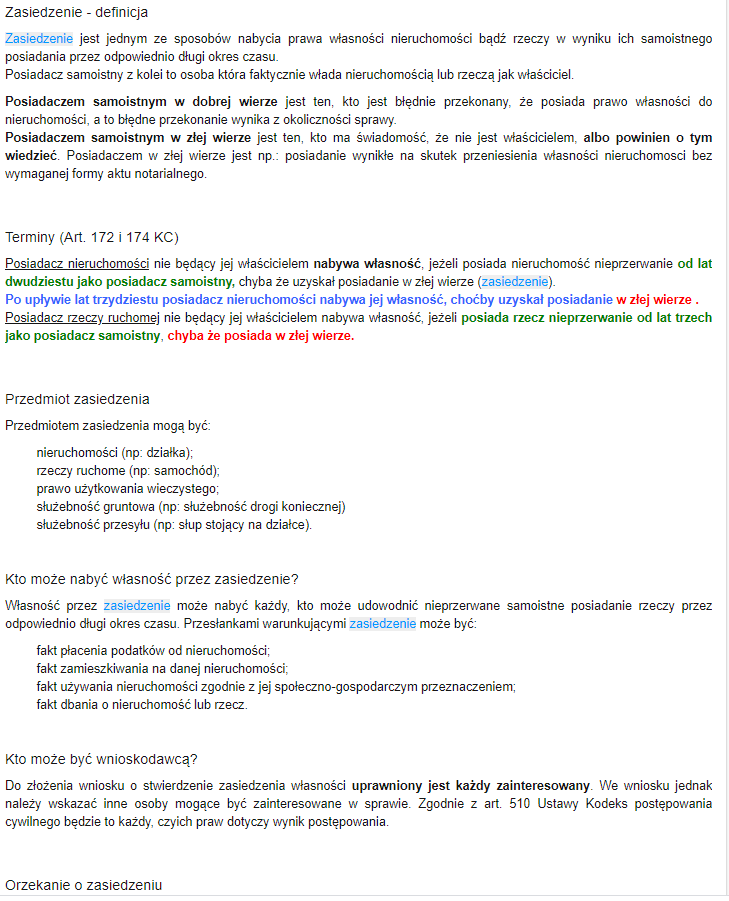 Zasiedzenie - definicja
Zasiedzenie jest jednym ze sposobów nabycia prawa własności nieruchomości bądź rzeczy w wyniku ich samoistnego
posiadania przez odpowiednio długi okres czasu.
Posiadacz samoistny z kolei to osoba która faktycznie włada nieruchomością lub rzeczą jak właściciel.
Posiadaczem samoistnym w dobrej wierze jest ten, kto jest błędnie przekonany, że posiada prawo własności do
nieruchomości, a to błędne przekonanie wynika z okoliczności sprawy.
Posiadaczem samoistnym w złej wierze jest ten, kto ma świadomość, że nie jest właścicielem, albo powinien o tym
wiedzieć. Posiadaczem w złej wierze jest np.: posiadanie wynikłe na skutek przeniesienia własności nieruchomosci bez
wymaganej formy aktu notarialnego.
Terminy (Art. 172 i 174 KC)
Posiadacz nieruchomości nie będący jej właścicielem nabywa własność, jeżeli posiada nieruchomość nieprzerwanie od lat
dwudziestu jako posiadacz samoistny, chyba że uzyskał posiadanie w złej wierze (zasiedzenie).
Po upływie lat trzydziestu posiadacz nieruchomości nabywa jej własność, choćby uzyskał posiadanie w złej wierze .
Posiadacz rzeczy ruchomej nie będący jej właścicielem nabywa własność, jeżeli posiada rzecz nieprzerwanie od lat trzech
jako posiadacz samoistny, chyba że posiada w złej wierze.
Przedmiot zasiedzenia
Przedmiotem zasiedzenia mogą być:
nieruchomości (np: działka);
rzeczy ruchome (np: samochód);
prawo użytkowania wieczystego;
służebność gruntowa (np: służebność drogi koniecznej)
służebność przesyłu (np: słup stojący na działce).
Kto może nabyć własność przez zasiedzenie?
Własność przez zasiedzenie może nabyć każdy, kto może udowodnić nieprzerwane samoistne posiadanie rzeczy przez
odpowiednio długi okres czasu. Przesłankami warunkującymi zasiedzenie może być:
fakt płacenia podatków od nieruchomości;
fakt zamieszkiwania na danej nieruchomości;
fakt używania nieruchomości zgodnie z jej społeczno-gospodarczym przeznaczeniem;
fakt dbania o nieruchomość lub rzecz.
Kto może być wnioskodawcą?
Do złożenia wniosku o stwierdzenie zasiedzenia własności uprawniony jest każdy zainteresowany. We wniosku jednak
należy wskazać inne osoby mogące być zainteresowane w sprawie. Zgodnie z art. 510 Ustawy Kodeks postępowania
cywilnego będzie to każdy, czyich praw dotyczy wynik postępowania.
Orzekanie o zasiedzeniu